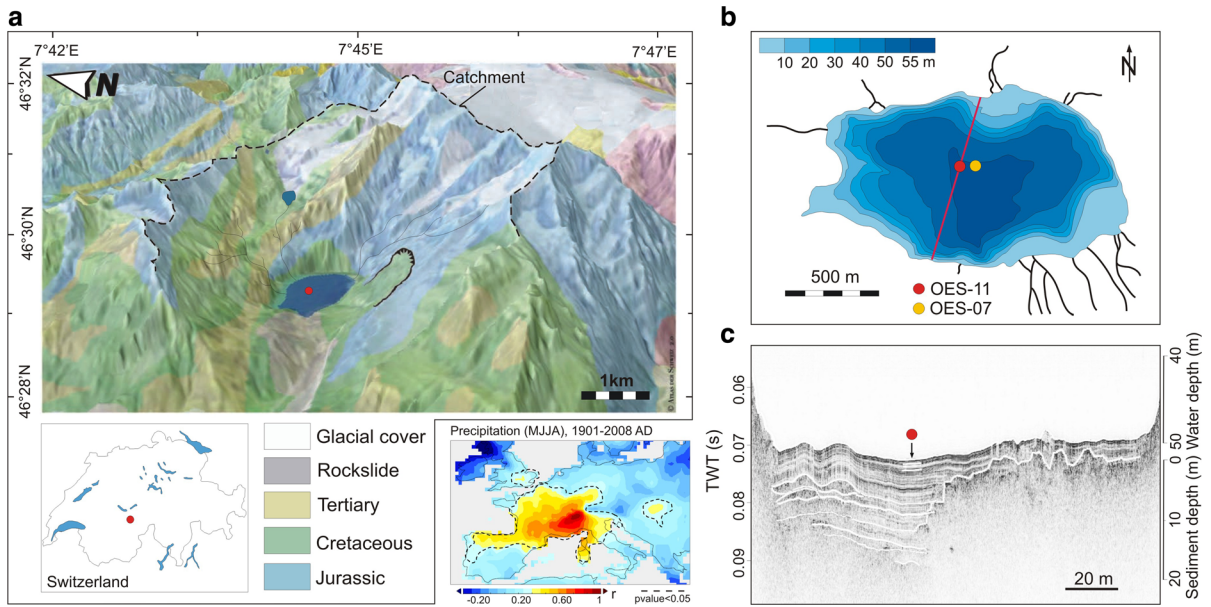 a
7°42'E
7°45'E
7°47'E
46°32'N
46°30'N
46°28'N
N
Catchment
1km
Switzerland
Glacial cover
Rockslide
Tertiary
Cretaceous
Jurassic
Precipitation (MJJA), 1901-2008 AD
-0.20 0.20 0.60 1 r pvalue<0.05
b
10 20 30 40 50 55 m
N
500 m
OES-11
OES-07
c
TWT (s)
0.06
0.07
0.08
0.09
40
50
Water depth (m)
0
10
20
Sediment depth (m)
20 m